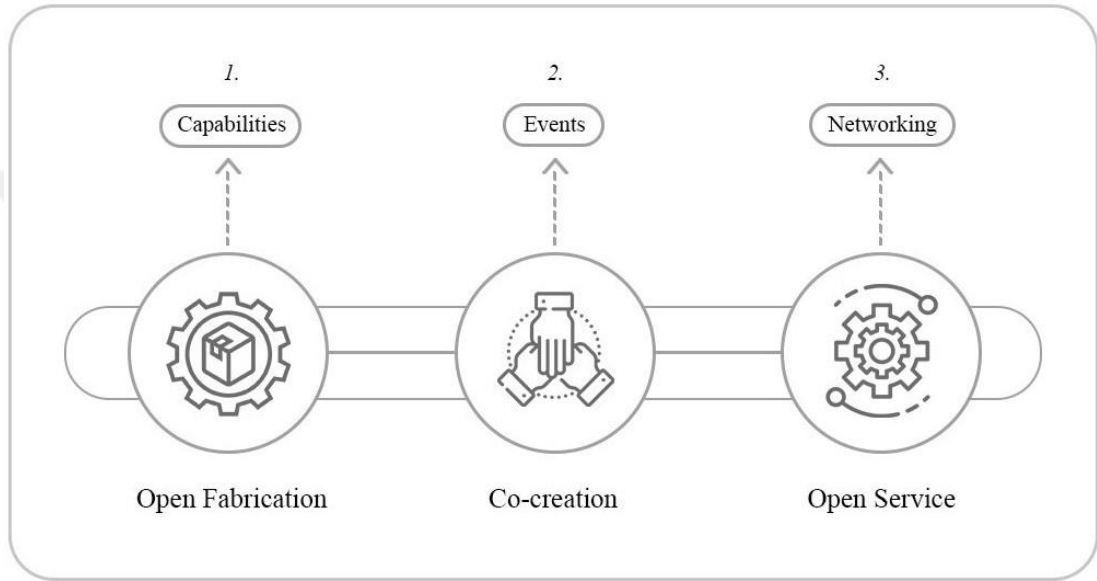 1.
2.
3.
Capabilities
Events
Networking
Open Fabrication
Co-creation
Open Service